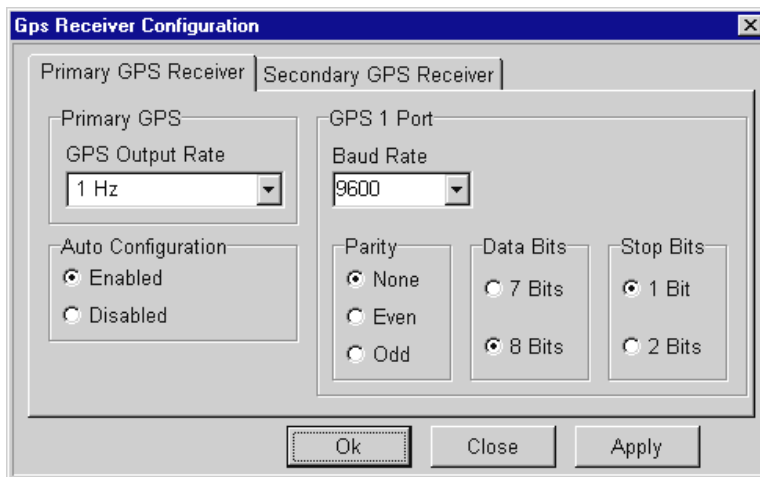 Gps Receiver Configuration
Primary GPS Receiver
Secondary GPS Receiver
Primary GPS
GPS Output Rate
1 Hz
Auto Configuration
Enabled
Disabled
GPS 1 Port
Baud Rate
9600
Parity
None
Even
Odd
Data Bits
7 Bits
8 Bits
Stop Bits
1 Bit
2 Bits
Ok
Close
Apply